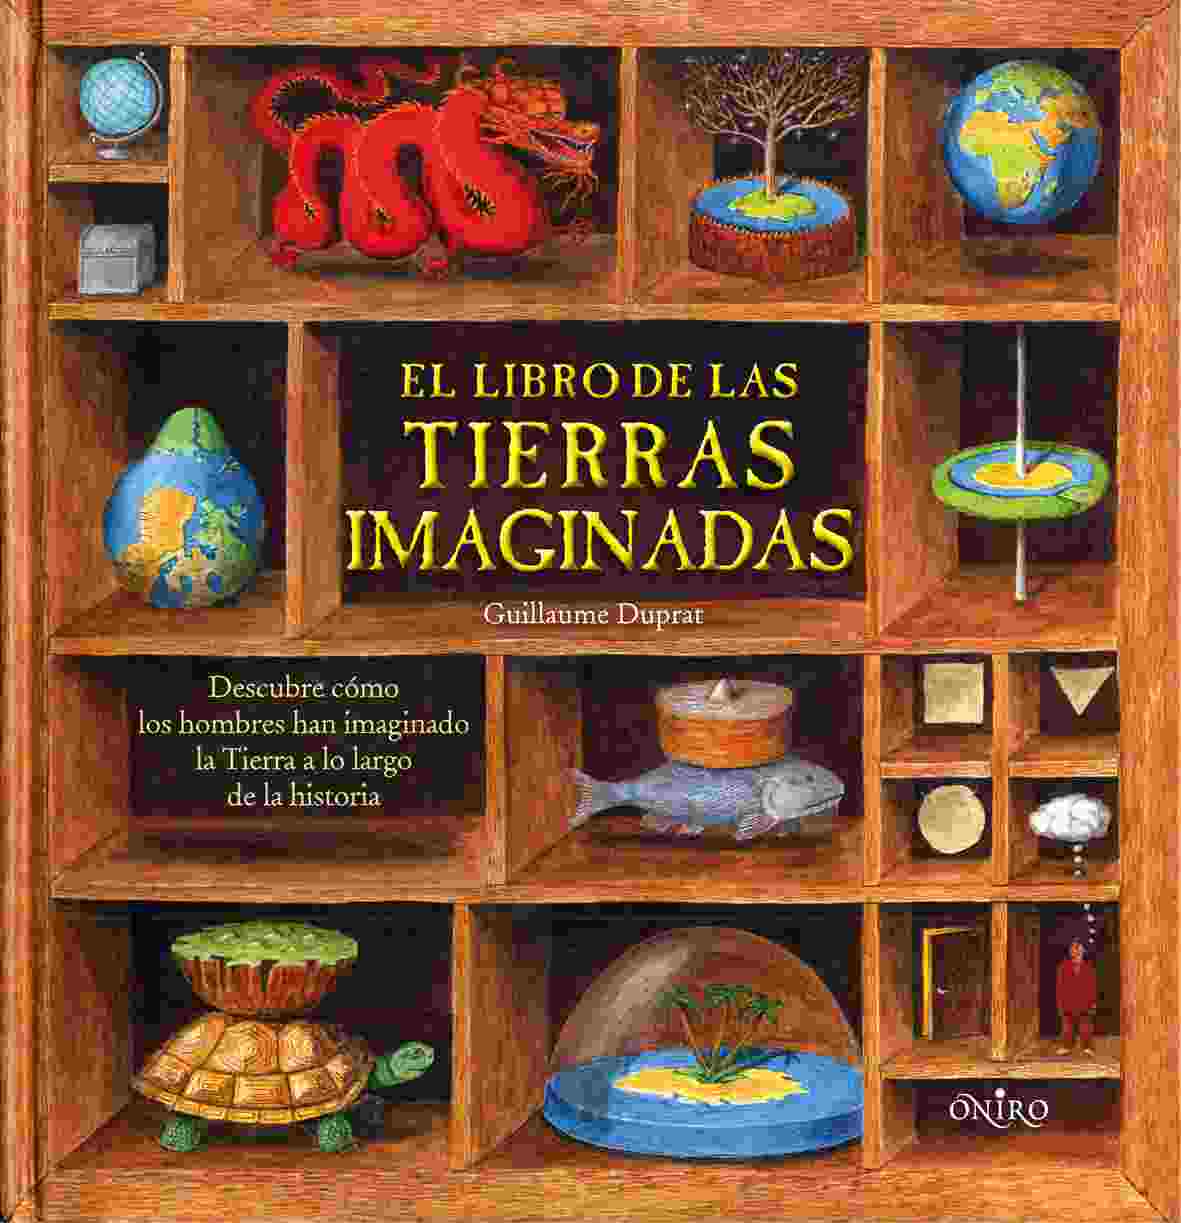 EL LIBRO DE LAS
TIERRAS
IMAGINADAS
Guillaume Duprat
Descubre cómo
los hombres han imaginado
la Tierra a lo largo
de la historia
ONIRO